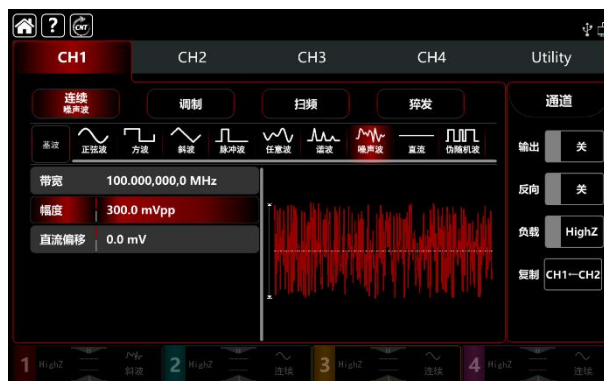 ? CNT
CH1 CH2 CH3 CH4 Utility
连续
噪声波
调制 扫频 猝发 通道
基波 正弦波 方波 斜波 脉冲波 任意波 谐波 噪声波 直流 伪随机波
输出 关
带宽 100.000,000,0 MHz
反向 关
幅度 300.0 mVpp
负载 HighZ
直流偏移 0.0 mV
复制 CH1←CH2
1 HighZ 斜波 2 HighZ 连续 3 HighZ 连续 4 HighZ 连续